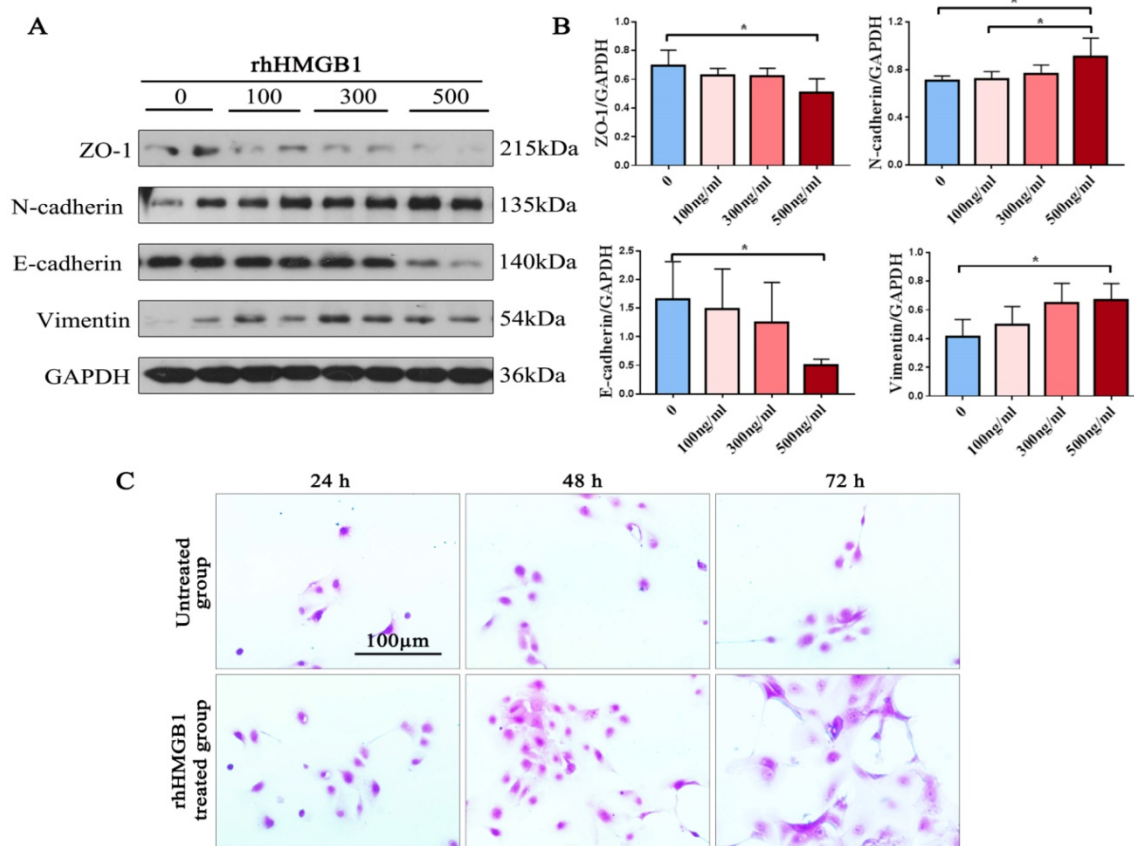 A
rhHMGB1
0 100 300 500
ZO-1 215kDa
N-cadherin 135kDa
E-cadherin 140kDa
Vimentin 54kDa
GAPDH 36kDa
B
ZO-1/GAPDH
0.8
0.6
0.4
0.2
0.0
*
0 100ng/ml 300ng/ml 500ng/ml
N-cadherin/GAPDH
1.2
0.8
0.4
0.0
*
*
0 100ng/ml 300ng/ml 500ng/ml
E-cadherin/GAPDH
2.5
2.0
1.5
1.0
0.5
0.0
*
0 100ng/ml 300ng/ml 500ng/ml
Vimentin/GAPDH
1.0
0.8
0.6
0.4
0.2
0.0
*
0 100ng/ml 300ng/ml 500ng/ml
C
24 h 48 h 72 h
Untreated
group
100μm
rhHMGB1
treated group